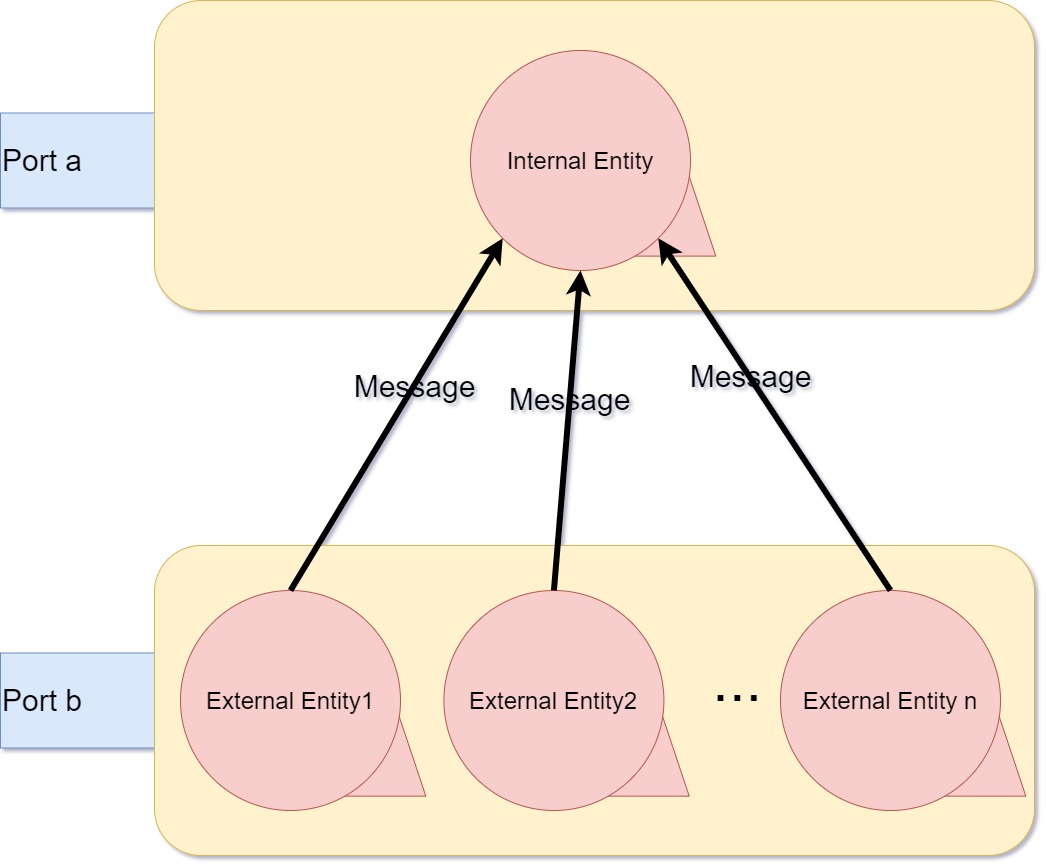 Port a
Internal Entity
Message
Message
Message
Port b
External Entity1
External Entity2
...
External Entity n